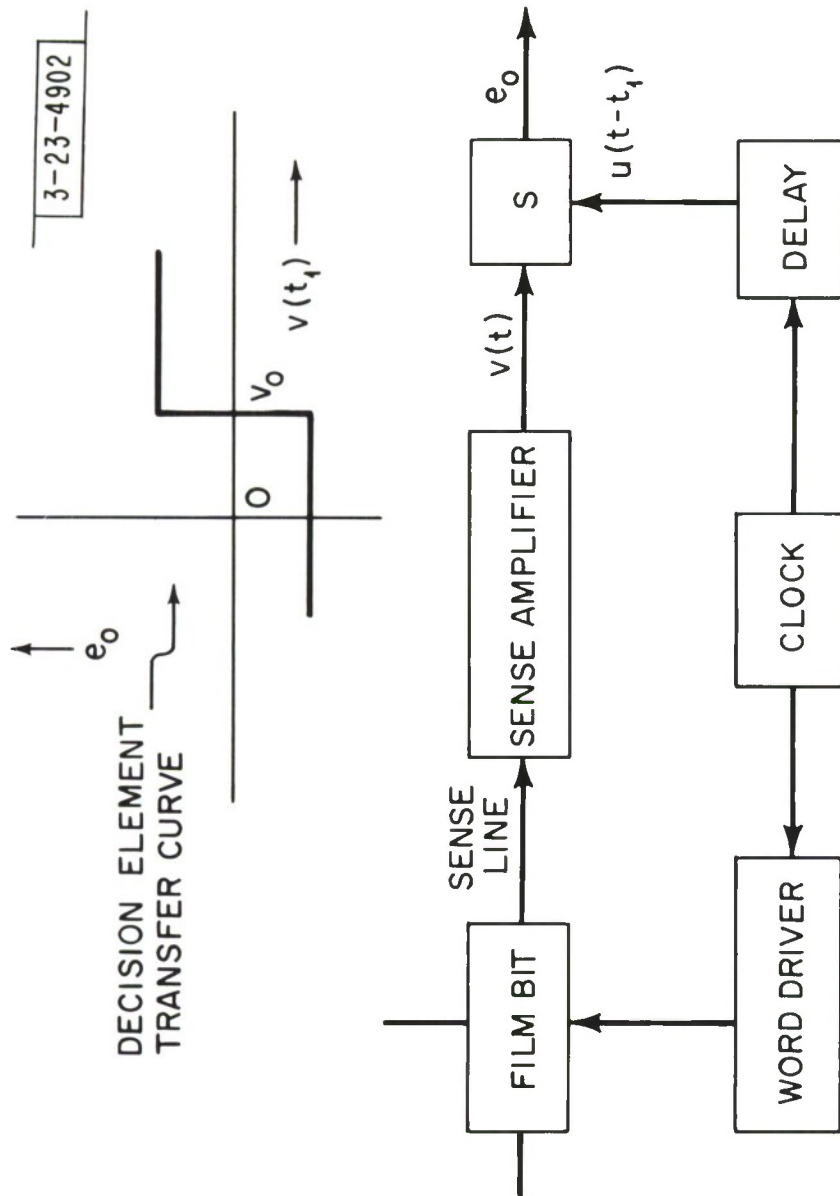 3-23-4902
e₀
DECISION ELEMENT
TRANSFER CURVE
O
v₀
v(t₁)
SENSE
LINE
FILM BIT
SENSE AMPLIFIER
v(t)
S
e₀
u(t-t₁)
WORD DRIVER
CLOCK
DELAY